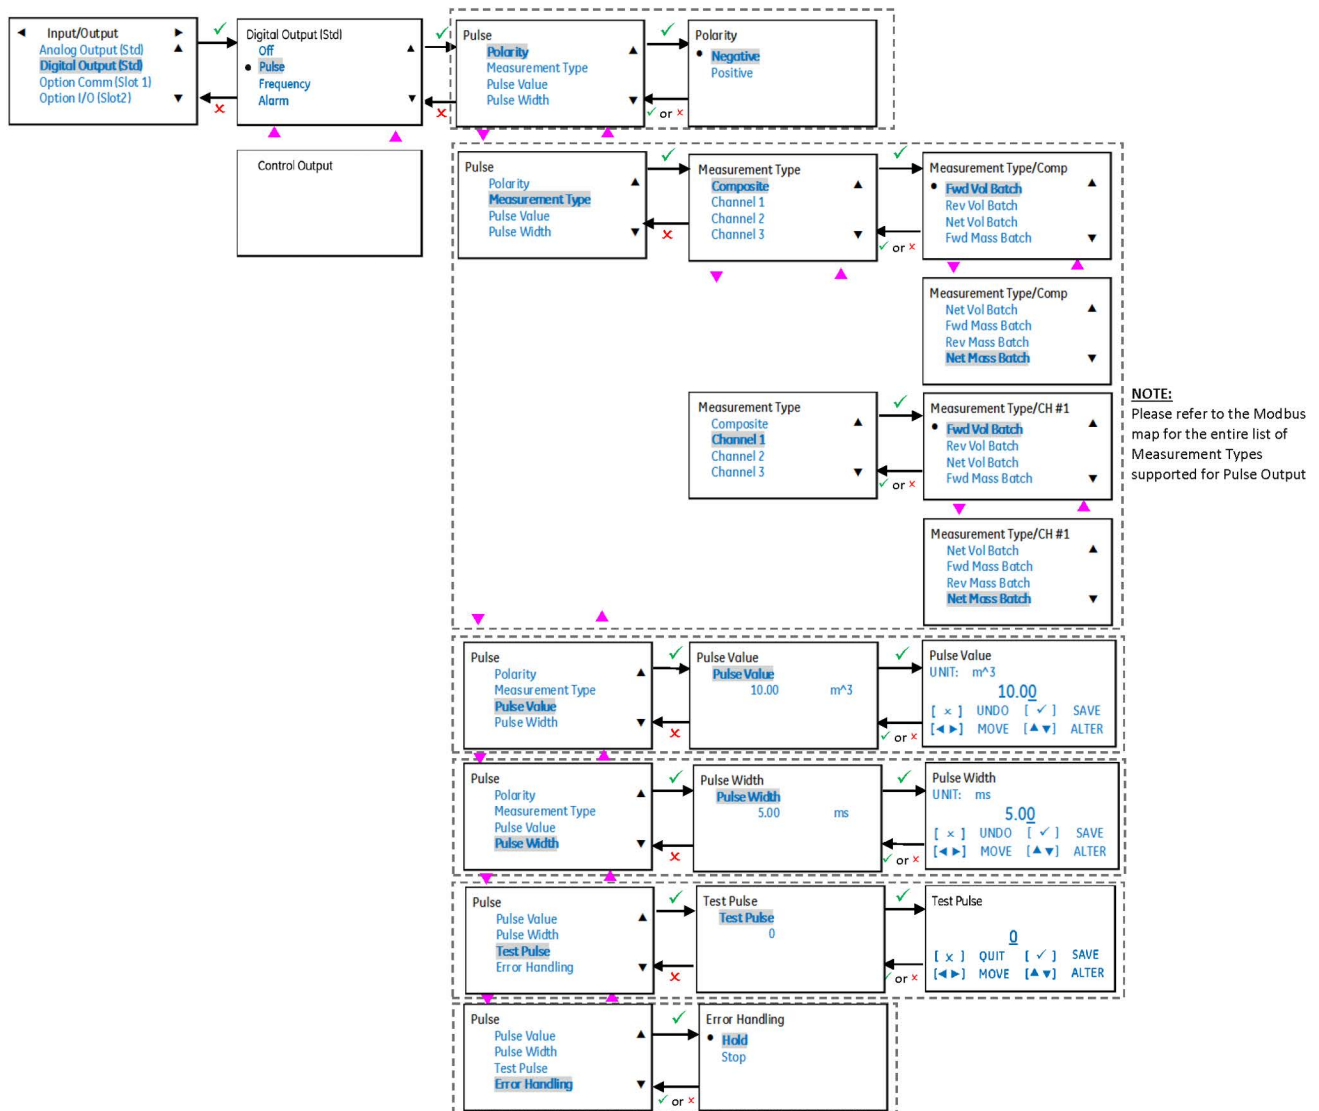 Input/Output
Analog Output (Std)
Digital Output (Std)
Option Comm (Slot 1)
Option I/O (Slot2)
Digital Output (Std)
Off
Pulse
Frequency
Alarm
Control Output
Pulse
Polarity
Measurement Type
Pulse Value
Pulse Width
Polarity
Negative
Positive
✓ or ×
Pulse
Polarity
Measurement Type
Pulse Value
Pulse Width
Measurement Type
Composite
Channel 1
Channel 2
Channel 3
Measurement Type/Comp
Fwd Vol Batch
Rev Vol Batch
Net Vol Batch
Fwd Mass Batch
✓ or ×
Measurement Type/Comp
Net Vol Batch
Fwd Mass Batch
Rev Mass Batch
Net Mass Batch
Measurement Type
Composite
Channel 1
Channel 2
Channel 3
Measurement Type/CH #1
Fwd Vol Batch
Rev Vol Batch
Net Vol Batch
Fwd Mass Batch
✓ or ×
Measurement Type/CH #1
Net Vol Batch
Fwd Mass Batch
Rev Mass Batch
Net Mass Batch
NOTE:
Please refer to the Modbus
map for the entire list of
Measurement Types
supported for Pulse Output
Pulse
Polarity
Measurement Type
Pulse Value
Pulse Width
Pulse Value
Pulse Value
10.00 m^3
Pulse Value
UNIT: m^3
10.00
[ × ] UNDO [ ✓ ] SAVE
[◄ ►] MOVE [▲▼] ALTER
✓ or ×
Pulse
Polarity
Measurement Type
Pulse Value
Pulse Width
Pulse Width
Pulse Width
5.00 ms
Pulse Width
UNIT: ms
5.00
[ × ] UNDO [ ✓ ] SAVE
[◄ ►] MOVE [▲▼] ALTER
✓ or ×
Pulse
Pulse Value
Pulse Width
Test Pulse
Error Handling
Test Pulse
Test Pulse
0
Test Pulse
0
[ × ] QUIT [ ✓ ] SAVE
[◄ ►] MOVE [▲▼] ALTER
✓ or ×
Pulse
Pulse Value
Pulse Width
Test Pulse
Error Handling
Error Handling
Hold
Stop
✓ or ×